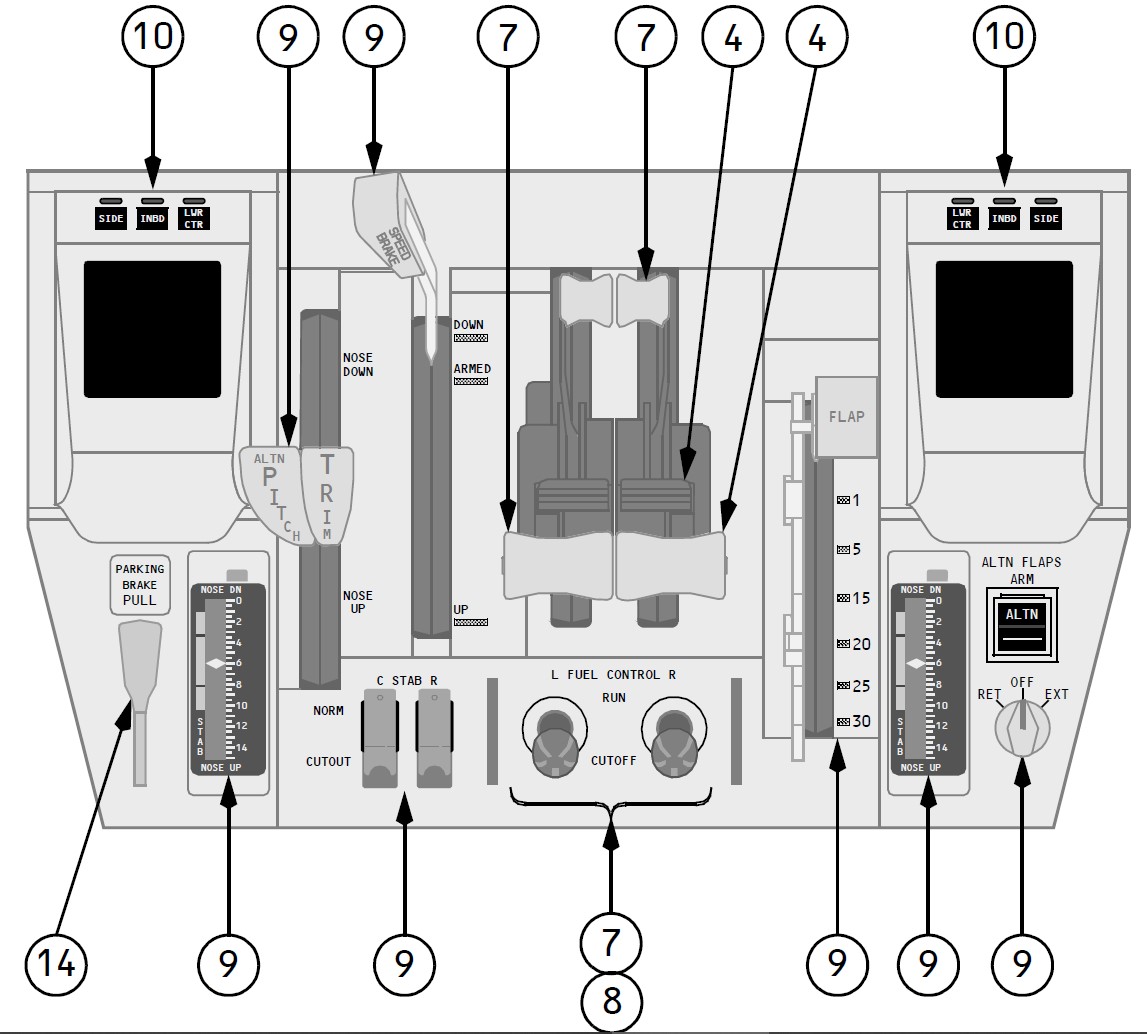 10
9
9
7
7
4
4
10
SIDE
INBD
LWR
CTR
SPEED
BRAKE
LWR
CTR
INBD
SIDE
DOWN
ARMED
NOSE
DOWN
ALTN
PITCH
TRIM
FLAP
1
5
15
20
25
30
NOSE
UP
UP
PARKING
BRAKE
PULL
NOSE DN
0
2
4
6
8
10
12
14
STAB
NOSE UP
C STAB R
NORM
CUTOUT
L FUEL CONTROL R
RUN
CUTOFF
NOSE DN
0
2
4
6
8
10
12
14
STAB
NOSE UP
ALTN FLAPS
ARM
ALTN
OFF
RET
EXT
14
9
9
7
8
9
9
9